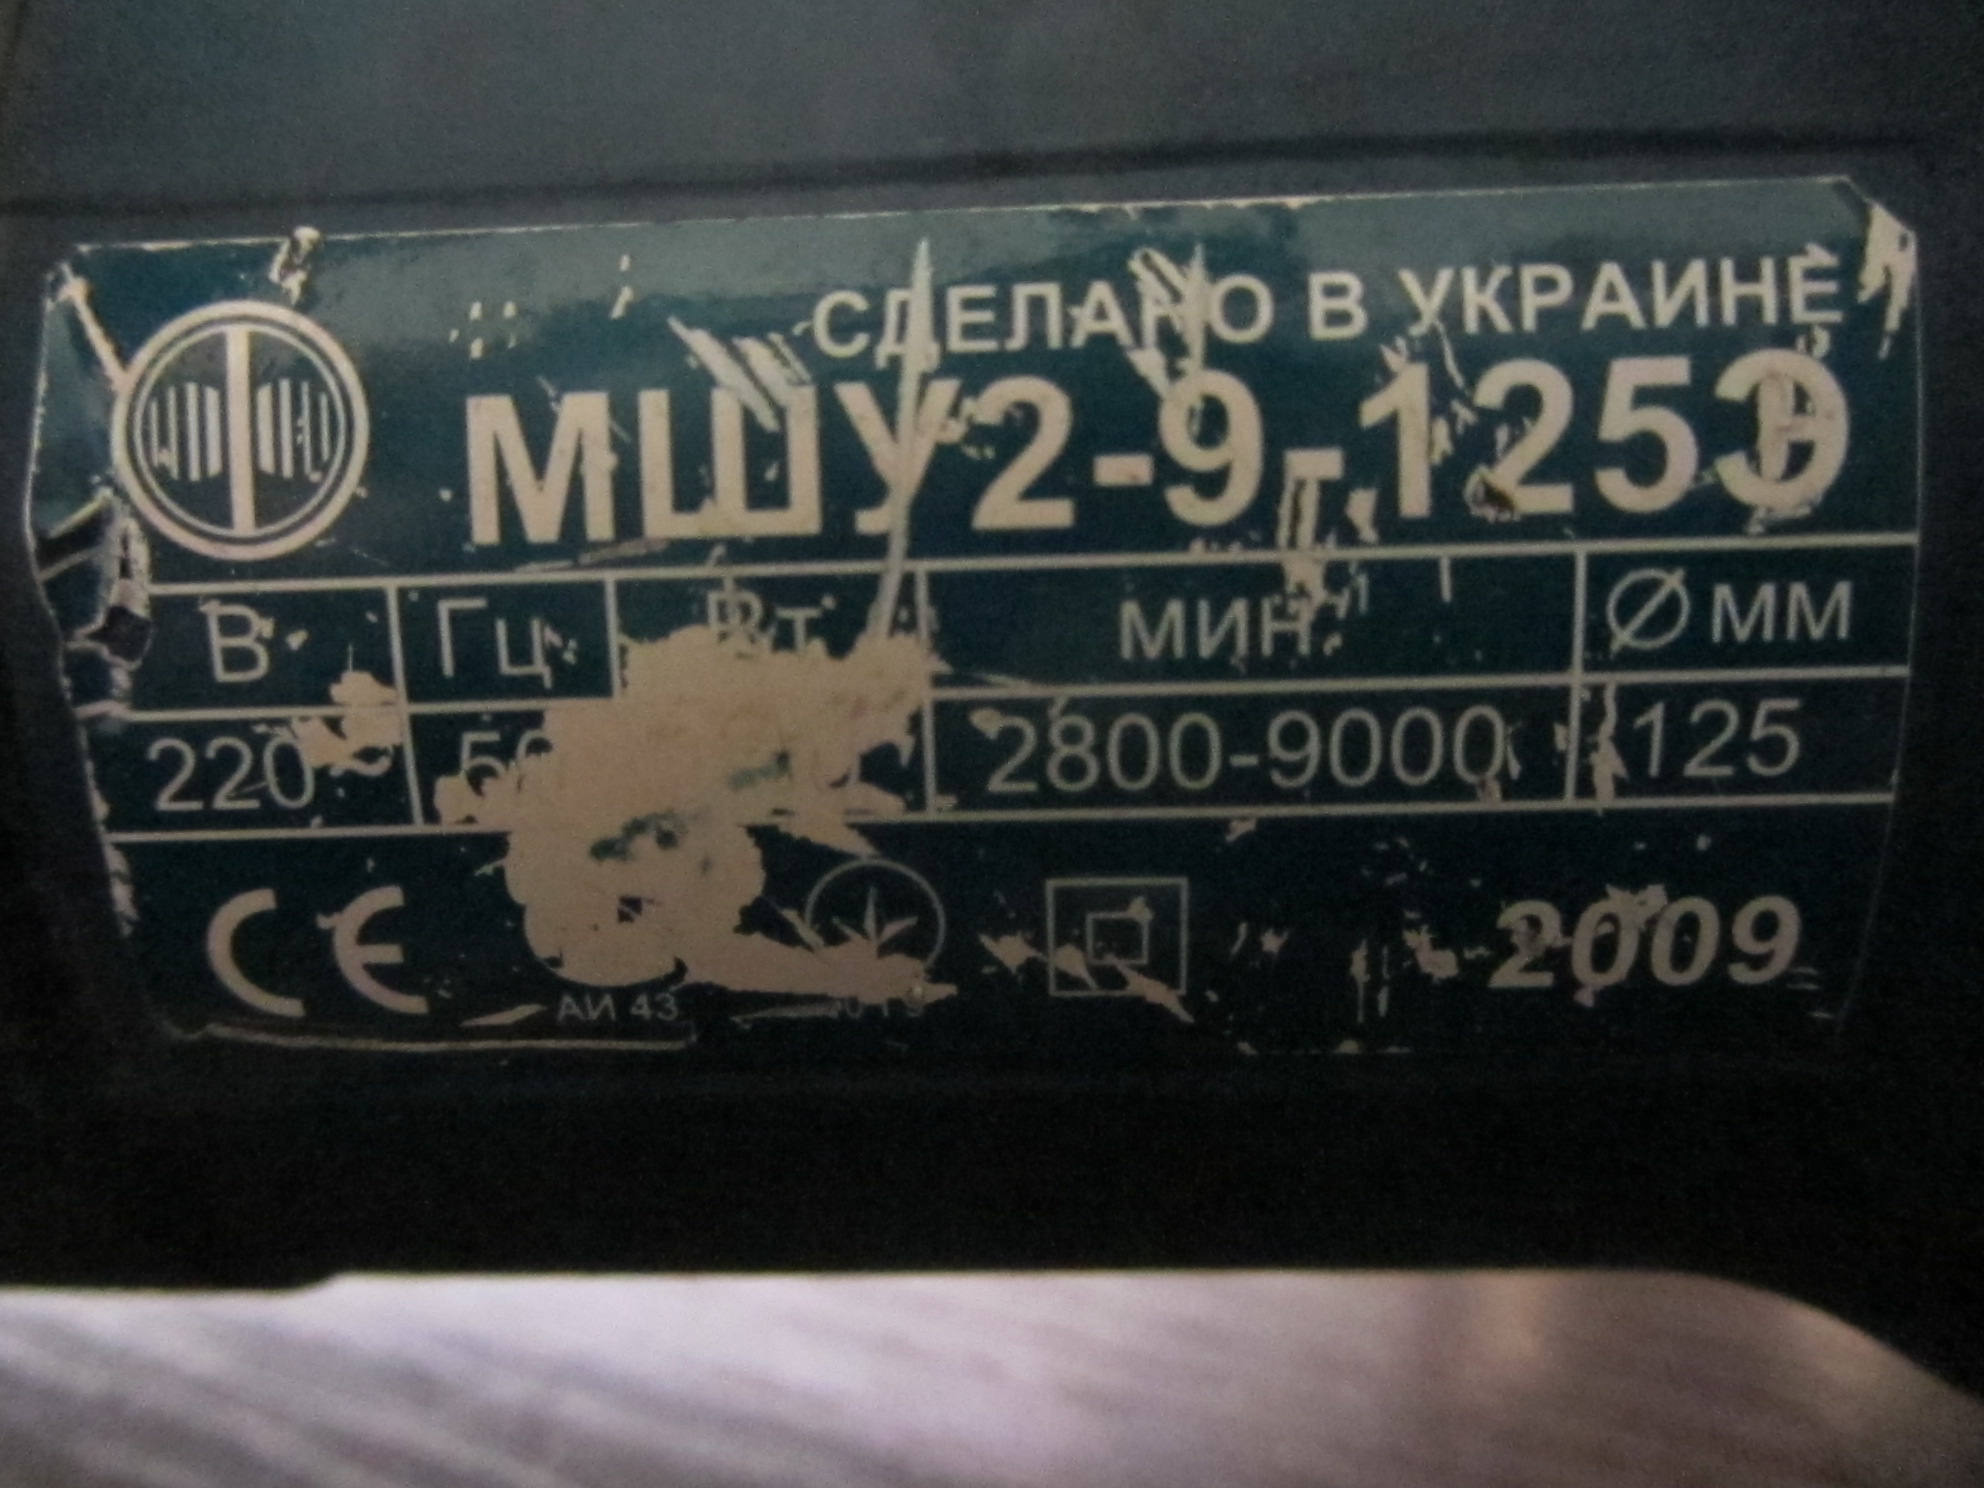 СДЕЛАНО В УКРАИНЕ
МШУ2-9-125Э
В Гц Вт МИН ∅ ММ
220~ 2800-9000 125
CE 2009
АИ 43